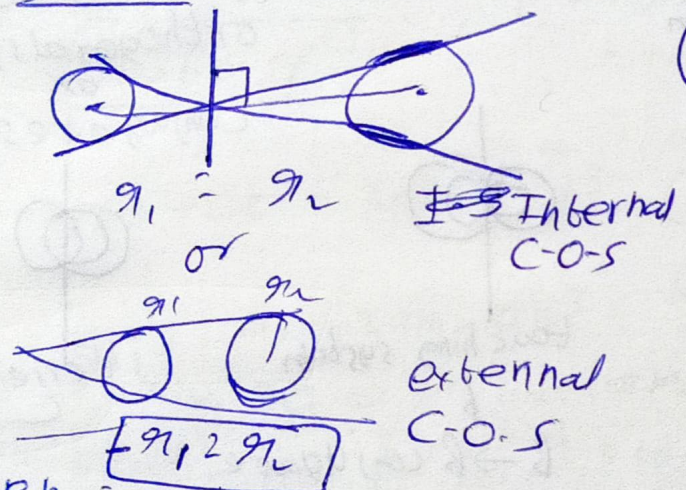 r₁ : r₂ Internal
C-O-S
or
r₁ r₂
external
C-O-S
- r₁ : r₂